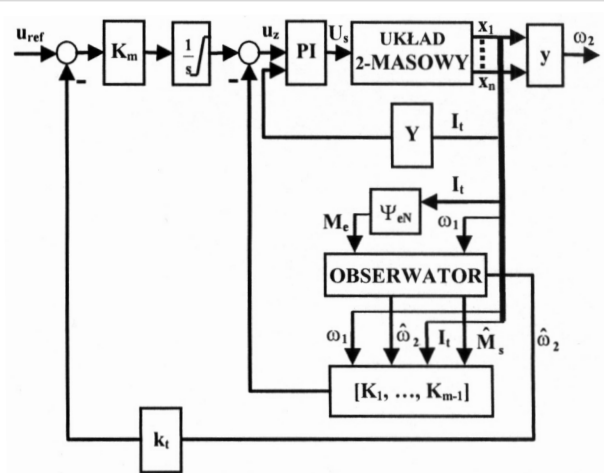 u_ref
K_m
1
s
u_z
PI
U_s
UKŁAD
2-MASOWY
x_1
x_n
y
ω_2
-
-
Y
I_t
I_t
Ψ_eN
M_e
ω_1
OBSERWATOR
ω_1
ω̂_2
I_t
M̂_s
ω̂_2
[K_1, ..., K_m-1]
k_t